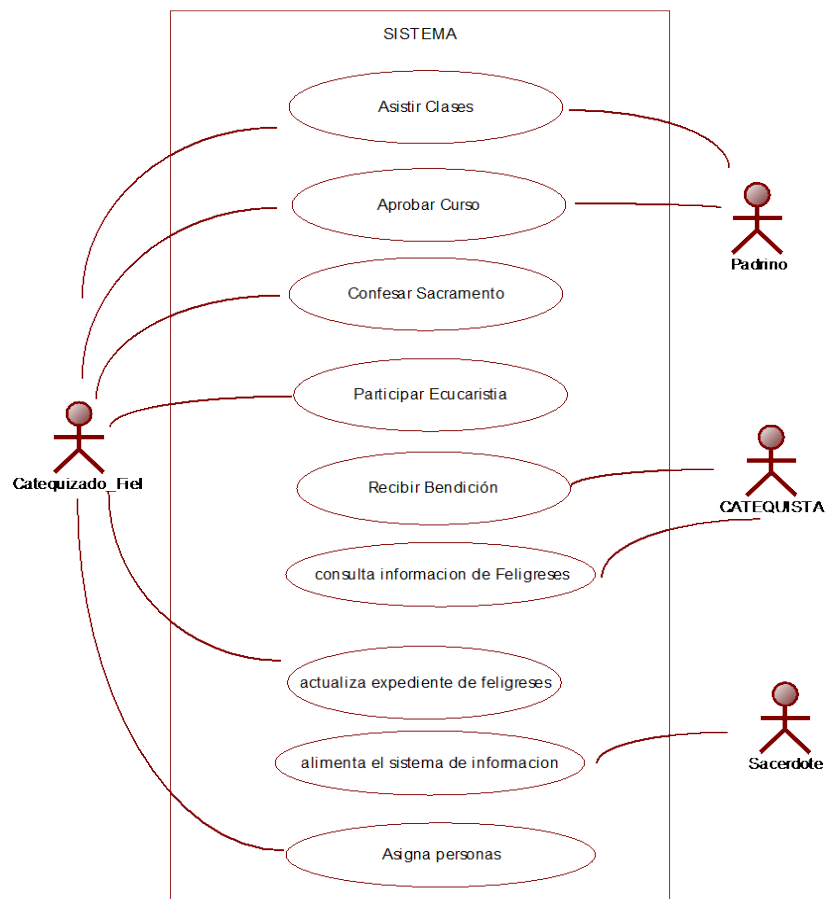 SISTEMA
Asistir Clases
Aprobar Curso
Padrino
Confesar Sacramento
Participar Ecucaristia
Catequizado_Fiel
Recibir Bendición
CATEQUISTA
consulta informacion de Feligreses
actualiza expediente de feligreses
alimenta el sistema de informacion
Sacerdote
Asigna personas